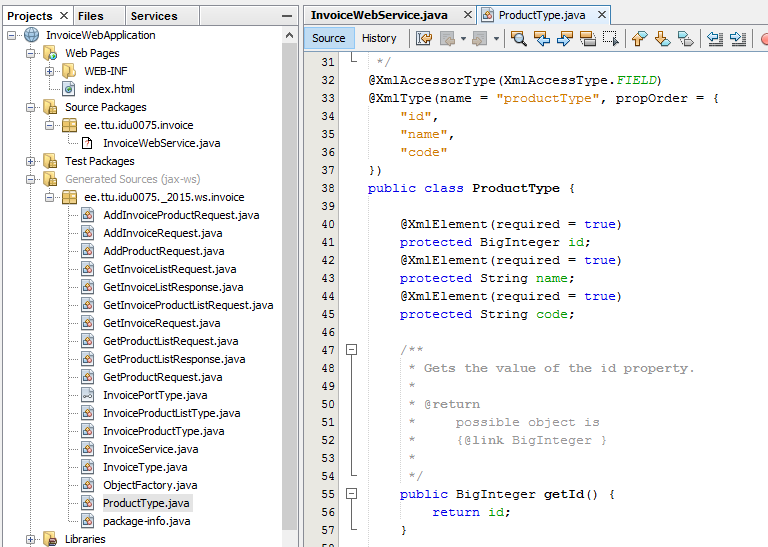 Projects
Files
Services
InvoiceWebApplication
Web Pages
WEB-INF
index.html
Source Packages
ee.ttu.idu0075.invoice
InvoiceWebService.java
Test Packages
Generated Sources (jax-ws)
ee.ttu.idu0075._2015.ws.invoice
AddInvoiceProductRequest.java
AddInvoiceRequest.java
AddProductRequest.java
GetInvoiceListRequest.java
GetInvoiceListResponse.java
GetInvoiceProductListRequest.java
GetInvoiceRequest.java
GetProductListRequest.java
GetProductListResponse.java
GetProductRequest.java
InvoicePortType.java
InvoiceProductListType.java
InvoiceProductType.java
InvoiceService.java
InvoiceType.java
ObjectFactory.java
ProductType.java
package-info.java
Libraries
InvoiceWebService.java
ProductType.java
Source
History
31 */
32 @XmlAccessorType(XmlAccessType.FIELD)
33 @XmlType(name = "productType", propOrder = {
34 "id",
35 "name",
36 "code"
37 })
38 public class ProductType {
39
40 @XmlElement(required = true)
41 protected BigInteger id;
42 @XmlElement(required = true)
43 protected String name;
44 @XmlElement(required = true)
45 protected String code;
46
47 /**
48 * Gets the value of the id property.
49 *
50 * @return
51 * possible object is
52 * {@link BigInteger }
53 *
54 */
55 public BigInteger getId() {
56 return id;
57 }